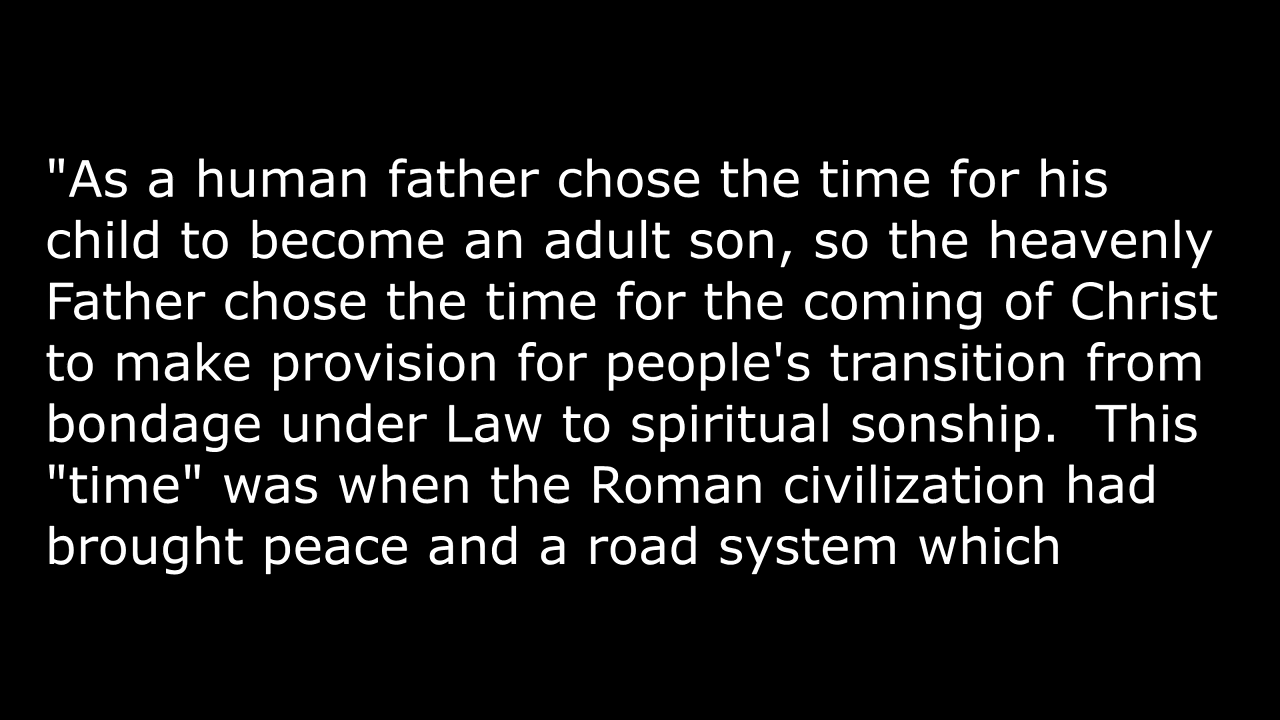 "As a human father chose the time for his
child to become an adult son, so the heavenly
Father chose the time for the coming of Christ
to make provision for people's transition from
bondage under Law to spiritual sonship.  This
"time" was when the Roman civilization had
brought peace and a road system which